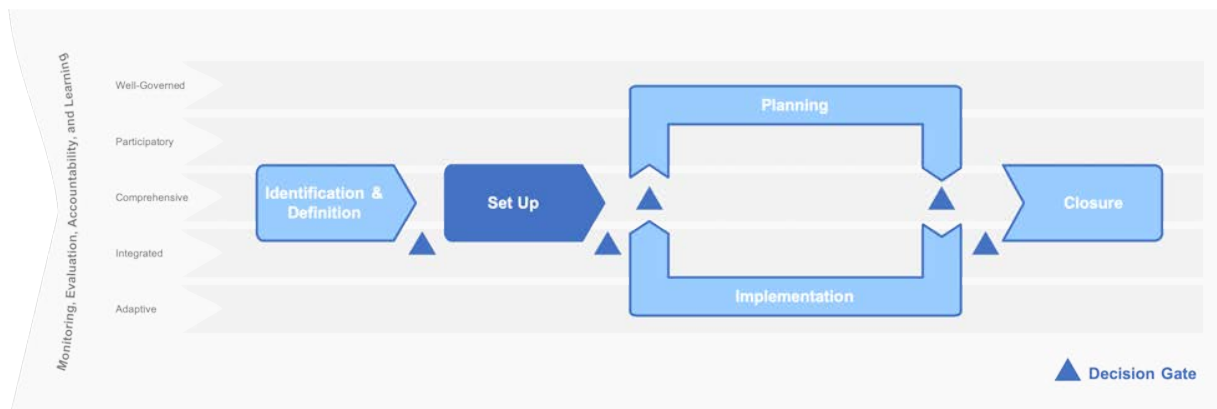 Monitoring, Evaluation, Accountability, and Learning
Well-Governed
Participatory
Comprehensive
Integrated
Adaptive
Identification &
Definition
Set Up
Planning
Implementation
Closure
Decision Gate